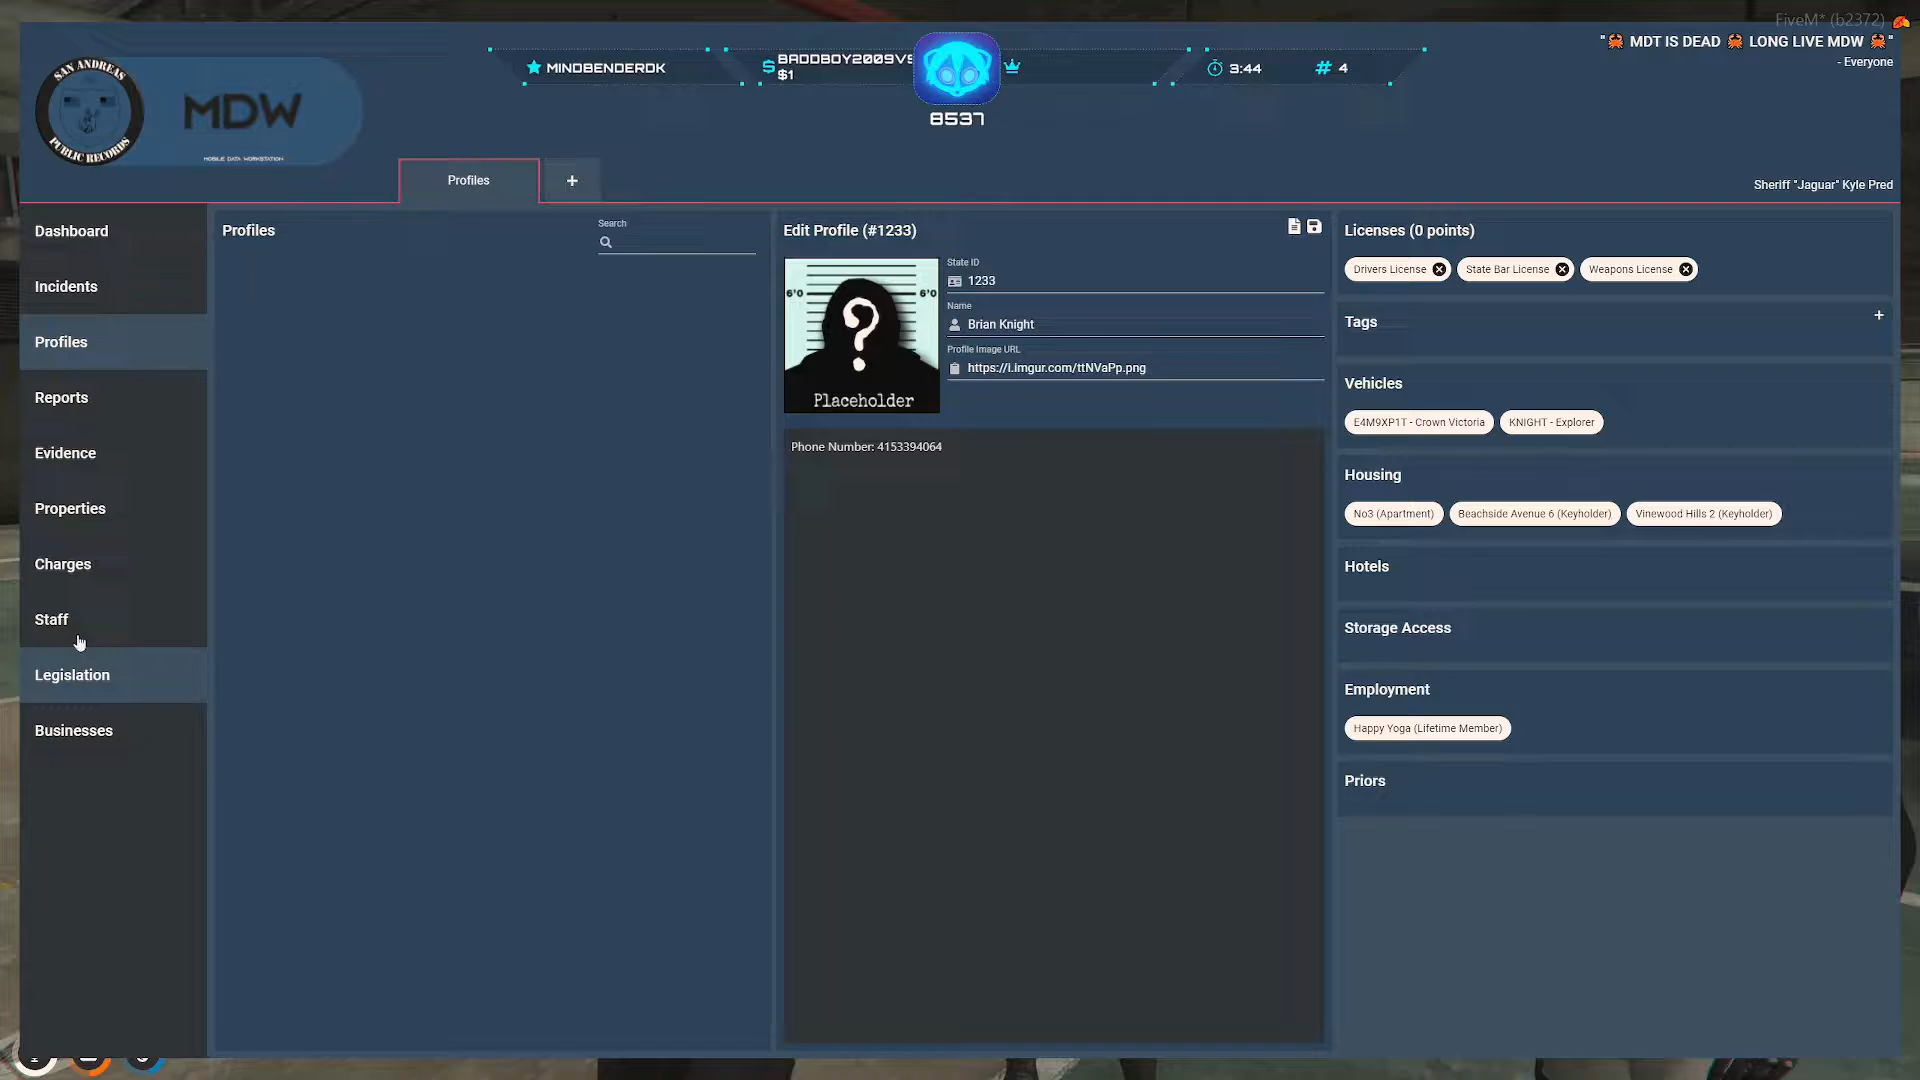 FiveM* (b2372)
" 🦀 MDT IS DEAD 🦀 LONG LIVE MDW 🦀 "
- Everyone
MINDBENDERDK
BADDBOY2009VS
$1
8537
3:44
# 4
SAN ANDREAS
PUBLIC RECORDS
MDW
MOBILE DATA WORKSTATION
Profiles
+
Sheriff "Jaguar" Kyle Pred
Dashboard
Incidents
Profiles
Reports
Evidence
Properties
Charges
Staff
Legislation
Businesses
Profiles
Search
Edit Profile (#1233)
6'0 6'0
?
Placeholder
State ID
1233
Name
Brian Knight
Profile Image URL
https://i.imgur.com/ttNVaPp.png
Phone Number: 4153394064
Licenses (0 points)
Drivers License
State Bar License
Weapons License
Tags
+
Vehicles
E4M9XP1T - Crown Victoria
KNIGHT - Explorer
Housing
No3 (Apartment)
Beachside Avenue 6 (Keyholder)
Vinewood Hills 2 (Keyholder)
Hotels
Storage Access
Employment
Happy Yoga (Lifetime Member)
Priors